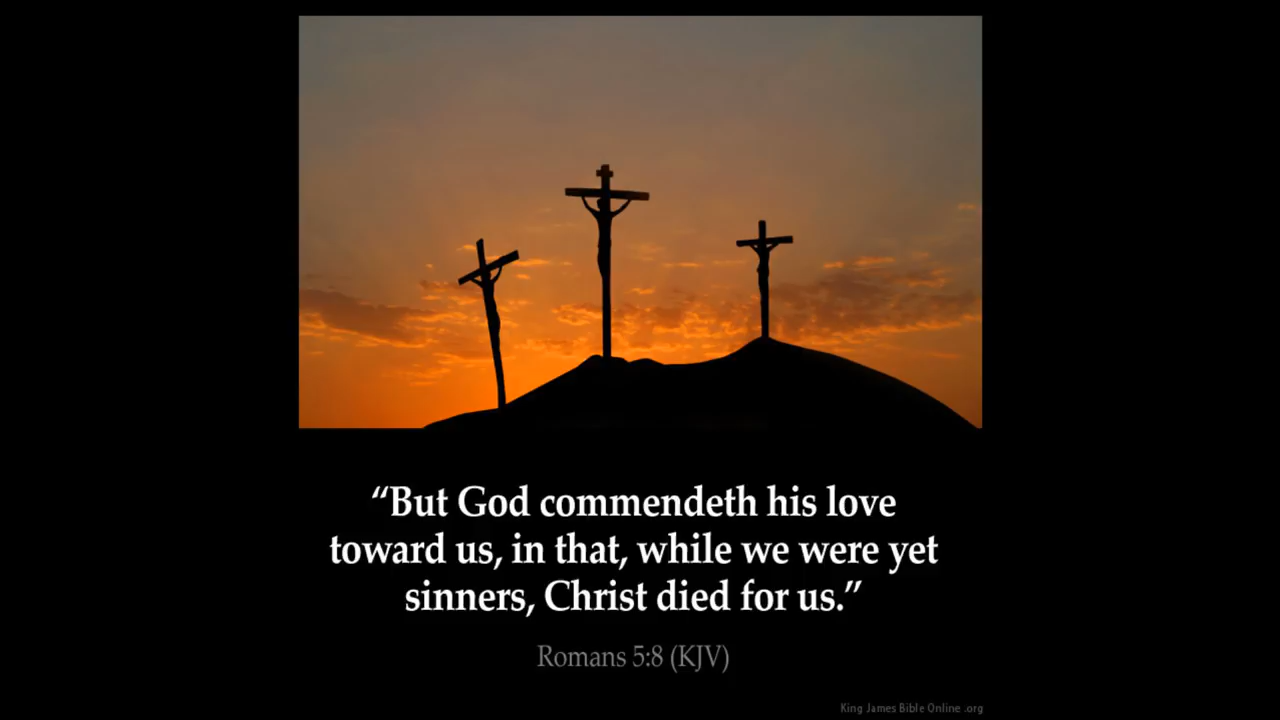 “But God commendeth his love
toward us, in that, while we were yet
sinners, Christ died for us.”
Romans 5:8 (KJV)
King James Bible Online .org